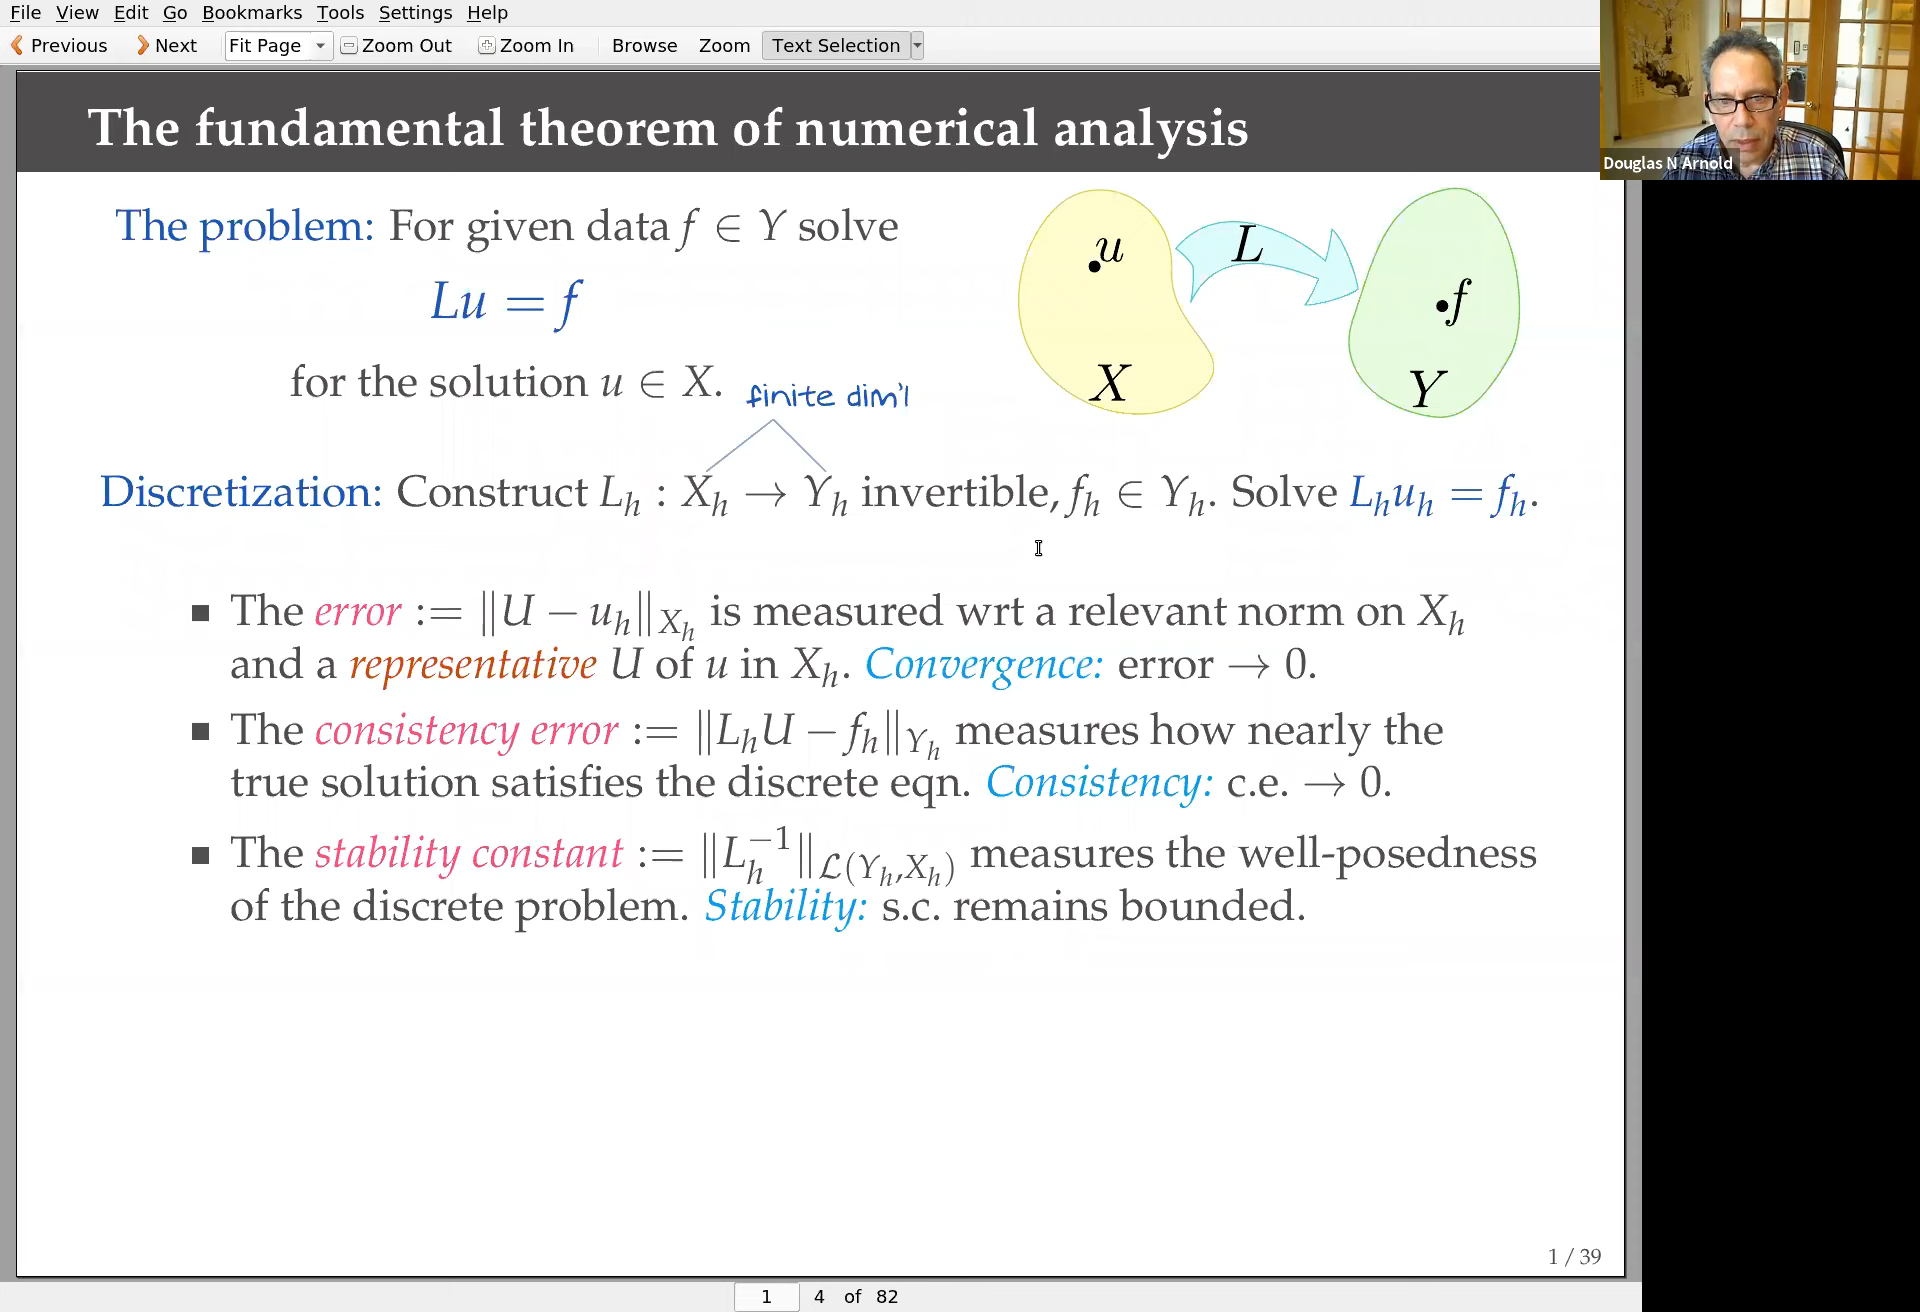 File View Edit Go Bookmarks Tools Settings Help
Previous Next Fit Page Zoom Out Zoom In Browse Zoom Text Selection
Douglas N Arnold
The fundamental theorem of numerical analysis
The problem: For given data f ∈ Y solve
Lu = f
for the solution u ∈ X.
u L f
X Y
finite dim'l
Discretization: Construct L_h : X_h → Y_h invertible, f_h ∈ Y_h. Solve L_h u_h = f_h.
■ The error := ‖U − u_h‖_{X_h} is measured wrt a relevant norm on X_h
and a representative U of u in X_h. Convergence: error → 0.
■ The consistency error := ‖L_h U − f_h‖_{Y_h} measures how nearly the
true solution satisfies the discrete eqn. Consistency: c.e. → 0.
■ The stability constant := ‖L_h^{−1}‖_{ℒ(Y_h,X_h)} measures the well-posedness
of the discrete problem. Stability: s.c. remains bounded.
1 / 39
1 4 of 82